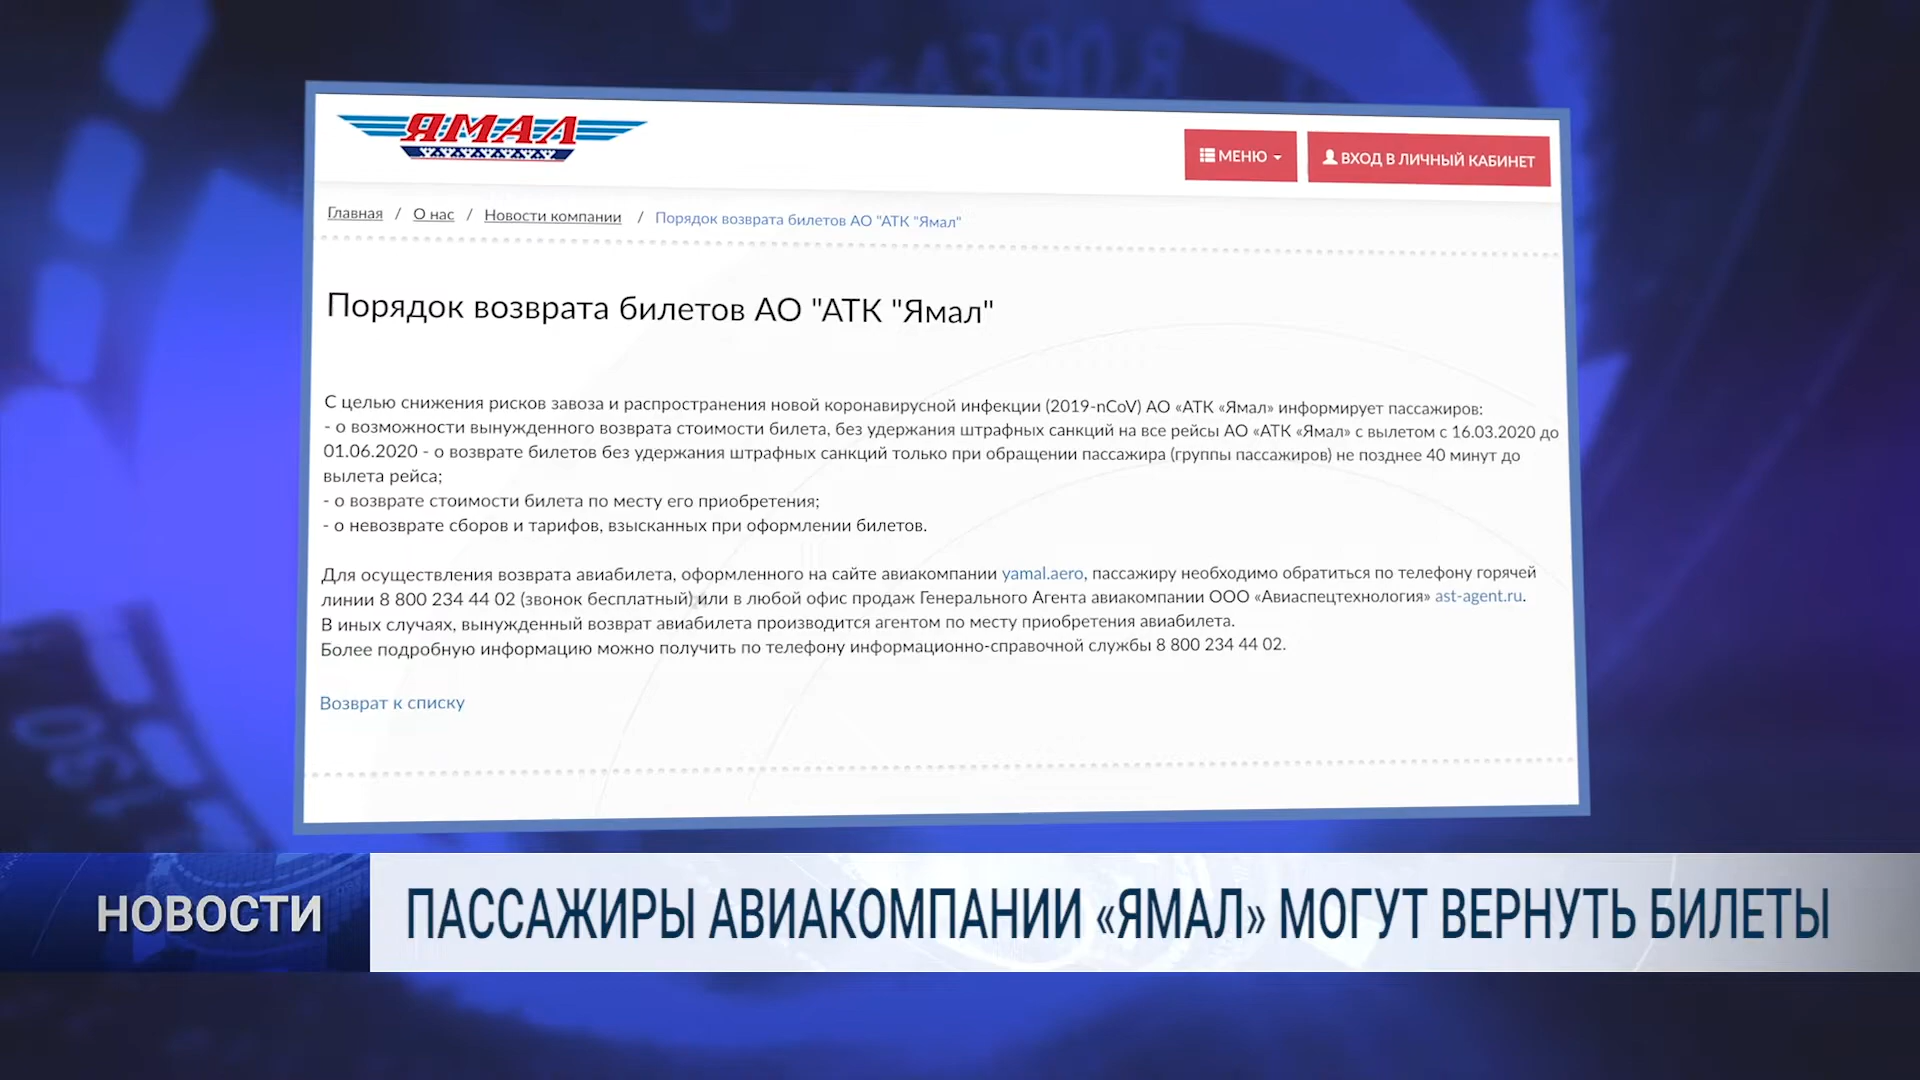 ЯМАЛ
МЕНЮ
ВХОД В ЛИЧНЫЙ КАБИНЕТ
Главная / О нас / Новости компании / Порядок возврата билетов АО "АТК "Ямал"
Порядок возврата билетов АО "АТК "Ямал"
С целью снижения рисков завоза и распространения новой коронавирусной инфекции (2019-nCoV) АО «АТК «Ямал» информирует пассажиров:
- о возможности вынужденного возврата стоимости билета, без удержания штрафных санкций на все рейсы АО «АТК «Ямал» с вылетом с 16.03.2020 до
01.06.2020 - о возврате билетов без удержания штрафных санкций только при обращении пассажира (группы пассажиров) не позднее 40 минут до
вылета рейса;
- о возврате стоимости билета по месту его приобретения;
- о невозврате сборов и тарифов, взысканных при оформлении билетов.
Для осуществления возврата авиабилета, оформленного на сайте авиакомпании yamal.aero, пассажиру необходимо обратиться по телефону горячей
линии 8 800 234 44 02 (звонок бесплатный) или в любой офис продаж Генерального Агента авиакомпании ООО «Авиаспецтехнология» ast-agent.ru.
В иных случаях, вынужденный возврат авиабилета производится агентом по месту приобретения авиабилета.
Более подробную информацию можно получить по телефону информационно-справочной службы 8 800 234 44 02.
Возврат к списку
НОВОСТИ
ПАССАЖИРЫ АВИАКОМПАНИИ «ЯМАЛ» МОГУТ ВЕРНУТЬ БИЛЕТЫ